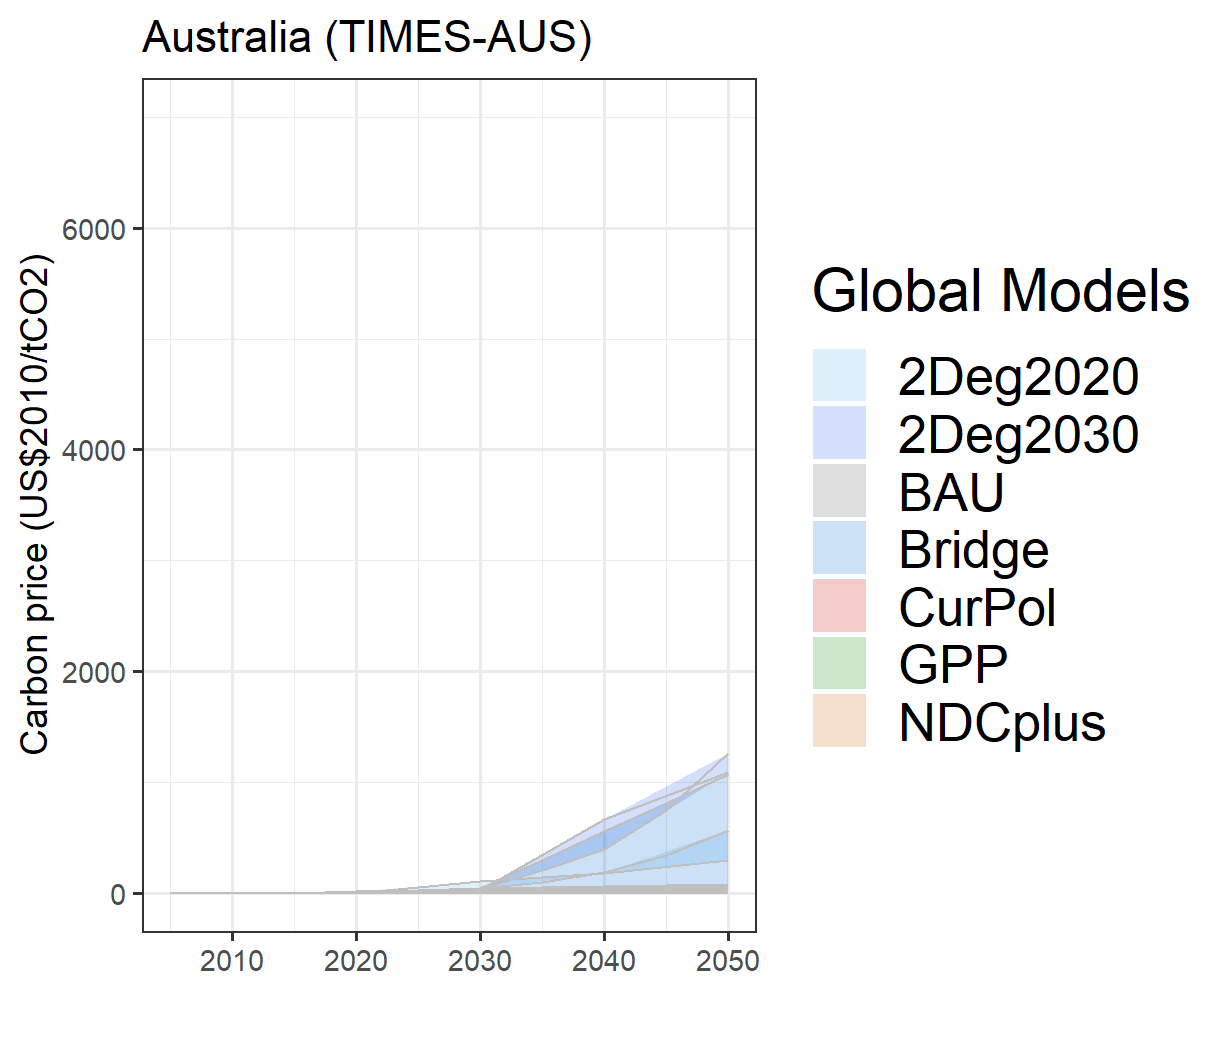 Australia (TIMES-AUS)
Carbon price (US$2010/tCO2)
6000
4000
2000
0
2010
2020
2030
2040
2050
Global Models
2Deg2020
2Deg2030
BAU
Bridge
CurPol
GPP
NDCplus